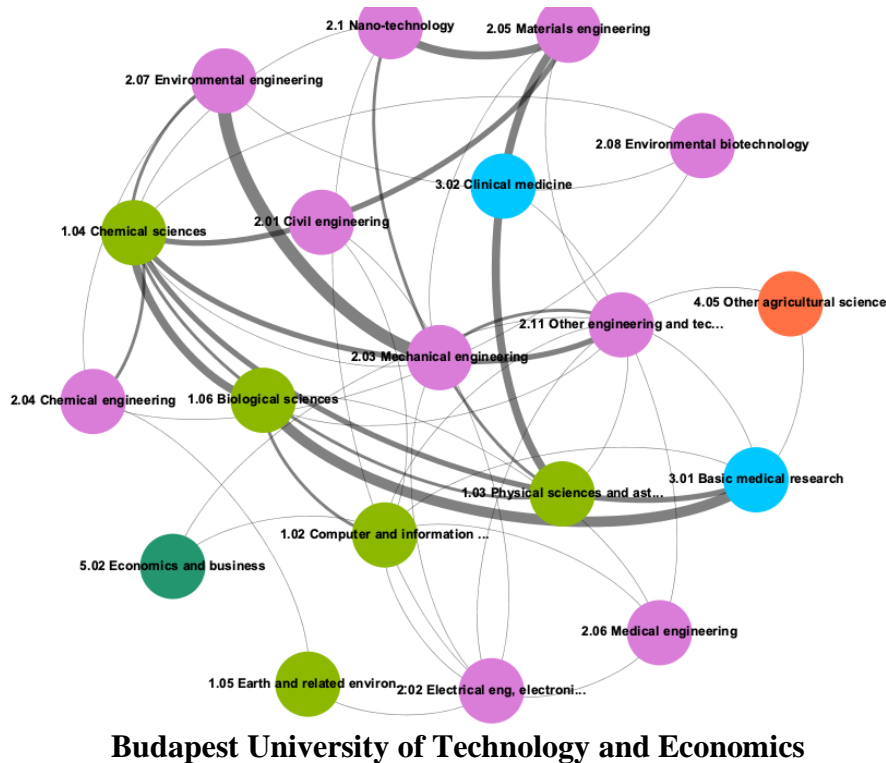 2.1 Nano-technology
2.05 Materials engineering
2.07 Environmental engineering
2.08 Environmental biotechnology
3.02 Clinical medicine
2.01 Civil engineering
1.04 Chemical sciences
4.05 Other agricultural science
2.11 Other engineering and tec...
2.03 Mechanical engineering
2.04 Chemical engineering
1.06 Biological sciences
3.01 Basic medical research
1.03 Physical sciences and ast...
1.02 Computer and information ...
5.02 Economics and business
2.06 Medical engineering
1.05 Earth and related environ...
2.02 Electrical eng, electroni...
Budapest University of Technology and Economics